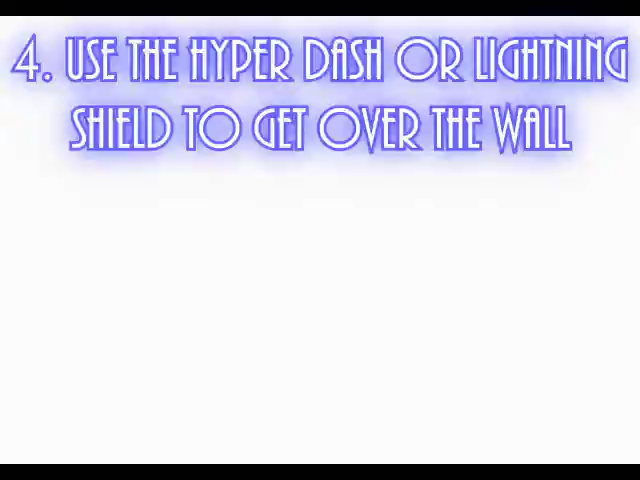 4. USE THE HYPER DASH OR LIGHTNING
SHIELD TO GET OVER THE WALL